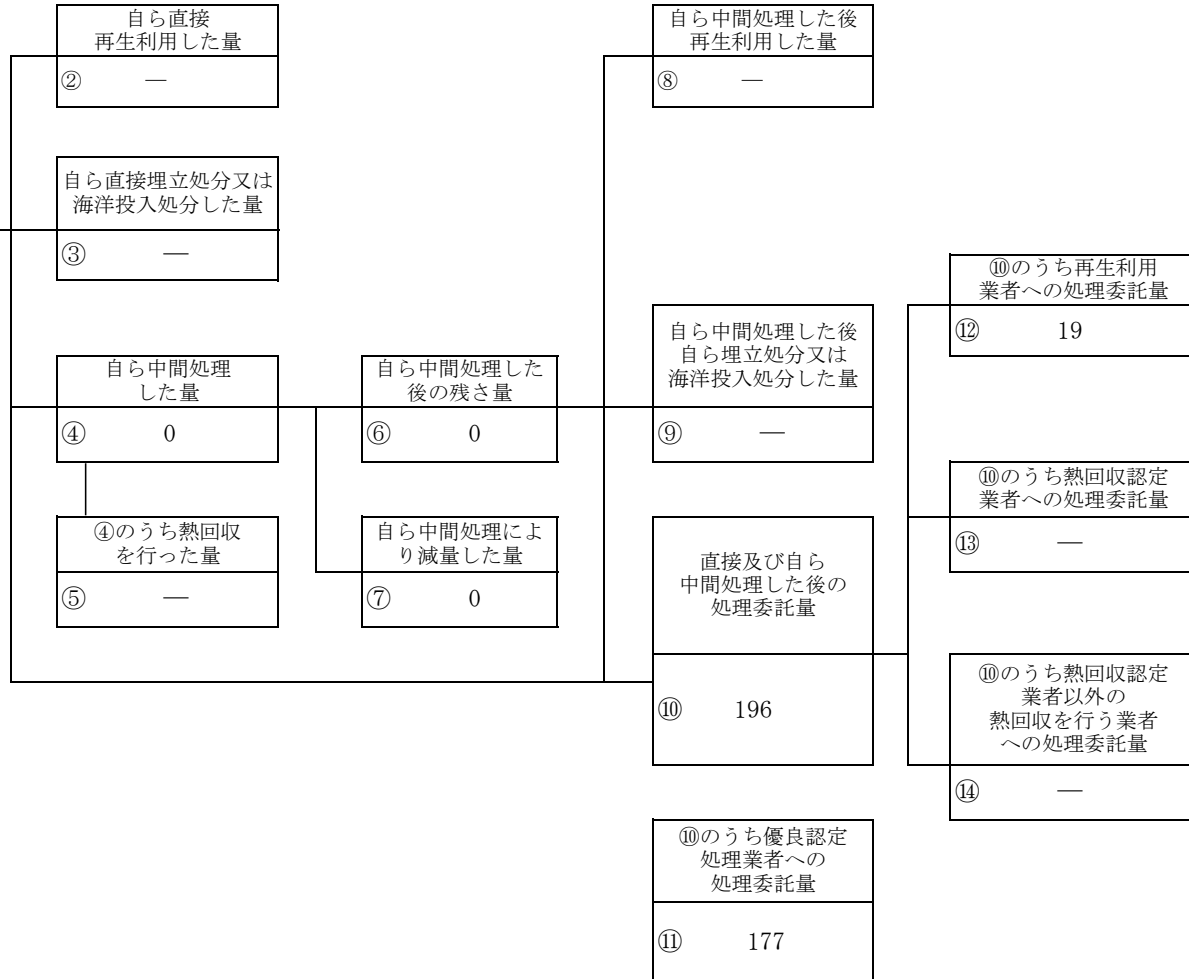 自ら直接
再生利用した量
② ―
自ら直接埋立処分又は
海洋投入処分した量
③ ―
自ら中間処理
した量
④ 0
④のうち熱回収
を行った量
⑤ ―
自ら中間処理した
後の残さ量
⑥ 0
自ら中間処理によ
り減量した量
⑦ 0
自ら中間処理した後
再生利用した量
⑧ ―
自ら中間処理した後
自ら埋立処分又は
海洋投入処分した量
⑨ ―
直接及び自ら
中間処理した後の
処理委託量
⑩ 196
⑩のうち優良認定
処理業者への
処理委託量
⑪ 177
⑩のうち再生利用
業者への処理委託量
⑫ 19
⑩のうち熱回収認定
業者への処理委託量
⑬ ―
⑩のうち熱回収認定
業者以外の
熱回収を行う業者
への処理委託量
⑭ ―